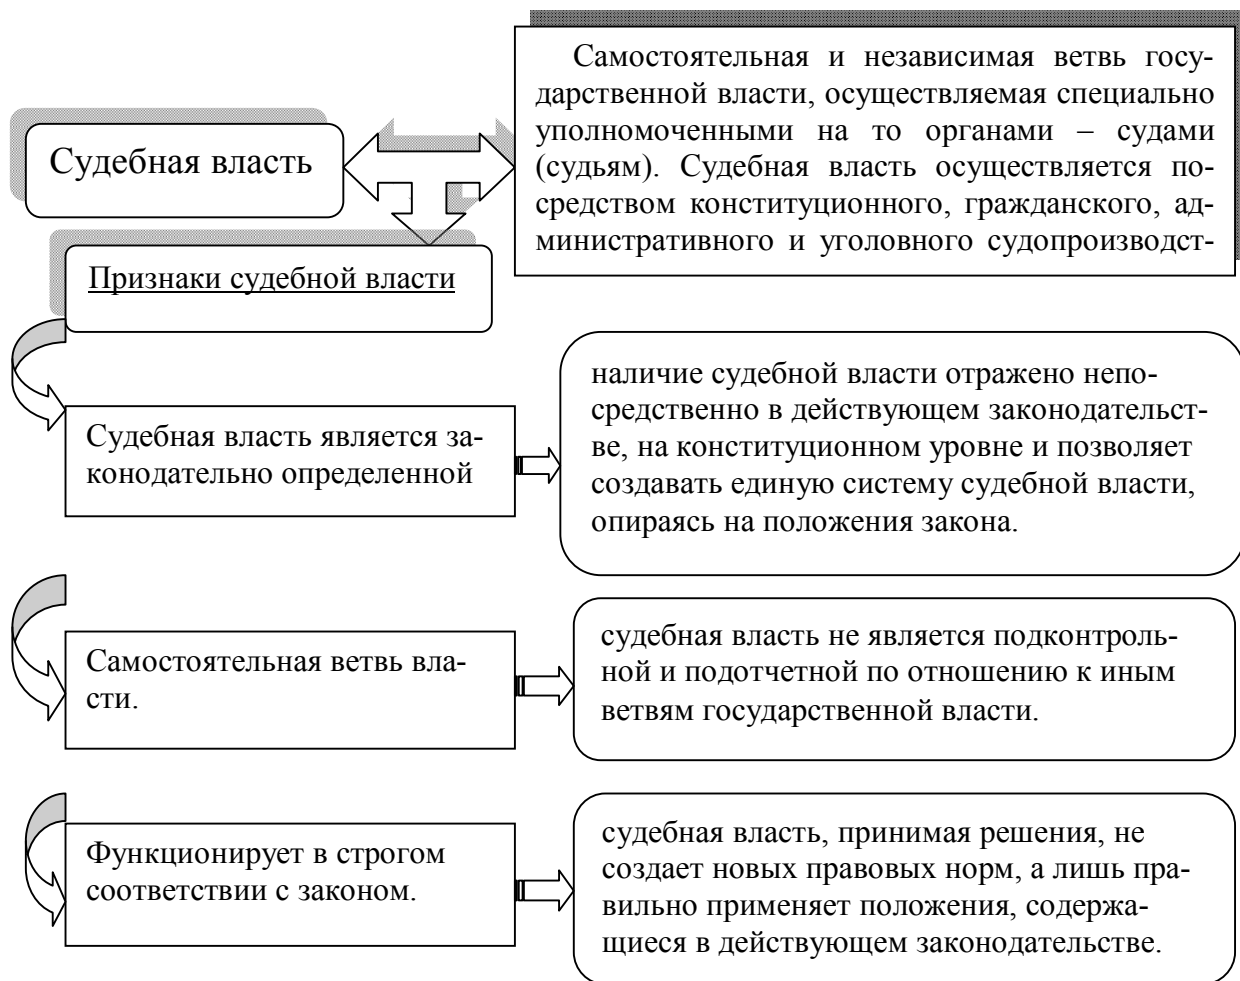 Судебная власть
Самостоятельная и независимая ветвь госу-
дарственной власти, осуществляемая специально
уполномоченными на то органами – судами
(судьям). Судебная власть осуществляется по-
средством конституционного, гражданского, ад-
министративного и уголовного судопроизводст-
Признаки судебной власти
Судебная власть является за-
конодательно определенной
наличие судебной власти отражено непо-
средственно в действующем законодательст-
ве, на конституционном уровне и позволяет
создавать единую систему судебной власти,
опираясь на положения закона.
Самостоятельная ветвь вла-
сти.
судебная власть не является подконтроль-
ной и подотчетной по отношению к иным
ветвям государственной власти.
Функционирует в строгом
соответствии с законом.
судебная власть, принимая решения, не
создает новых правовых норм, а лишь пра-
вильно применяет положения, содержа-
щиеся в действующем законодательстве.